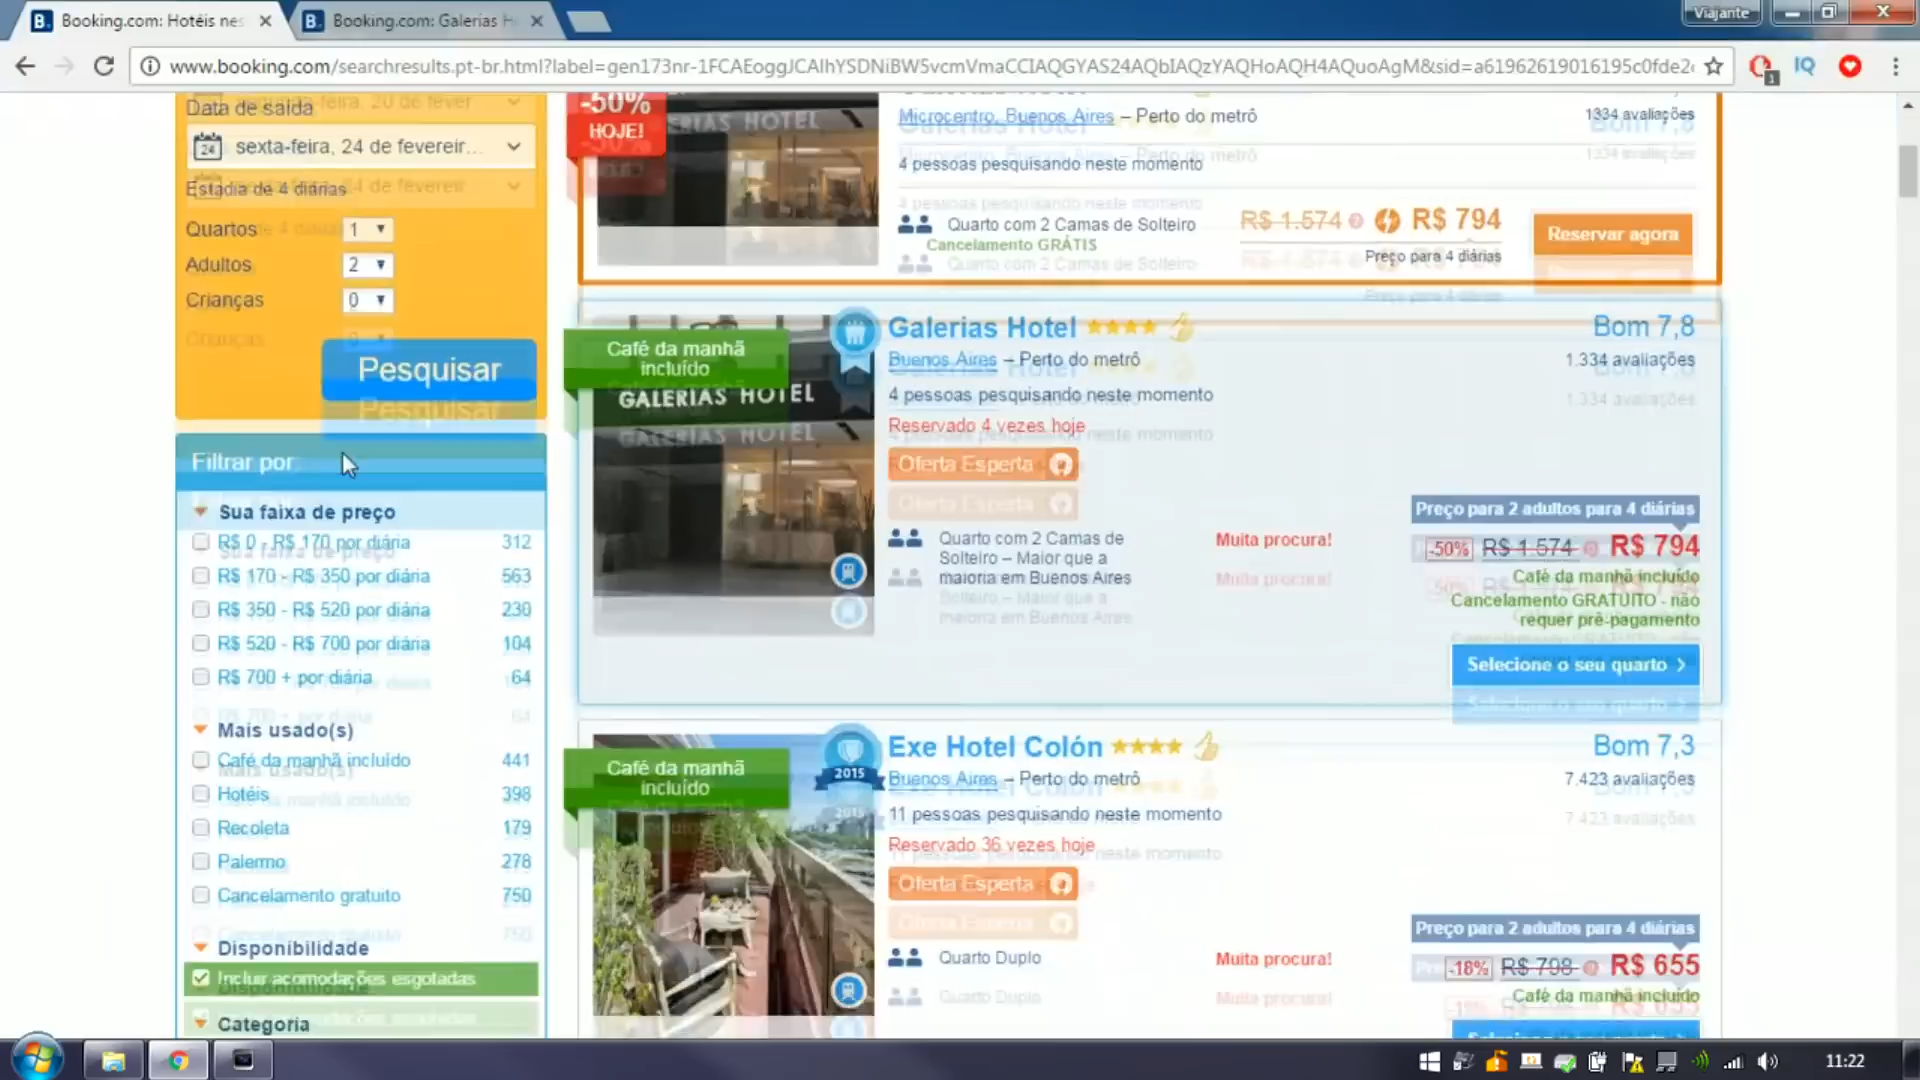 Booking.com: Hotéis nes
Booking.com: Galerias H
Viajante
www.booking.com/searchresults.pt-br.html?label=gen173nr-1FCAEoggJCAlhYSDNiBW5vcmVmaCCIAQGYAS24AQbIAQzYAQHoAQH4AQuoAgM&sid=a61962619016195c0fde2
Data de saída
sexta-feira, 24 de fevereir...
Estadia de 4 diárias
Quartos 1
Adultos 2
Crianças 0
Pesquisar
Filtrar por:
Sua faixa de preço
R$ 0 - R$ 170 por diária 312
R$ 170 - R$ 350 por diária 563
R$ 350 - R$ 520 por diária 230
R$ 520 - R$ 700 por diária 104
R$ 700 + por diária 64
Mais usado(s)
Café da manhã incluído 441
Hotéis 398
Recoleta 179
Palermo 278
Cancelamento gratuito 750
Disponibilidade
Incluir acomodações esgotadas
Categoria
-50%
HOJE!
Microcentro, Buenos Aires – Perto do metrô
1334 avaliações
4 pessoas pesquisando neste momento
Quarto com 2 Camas de Solteiro
Cancelamento GRÁTIS
R$ 1.574 R$ 794
Preço para 4 diárias
Reservar agora
Café da manhã
incluído
GALERIAS HOTEL
Galerias Hotel
Bom 7,8
Buenos Aires – Perto do metrô
1.334 avaliações
4 pessoas pesquisando neste momento
Reservado 4 vezes hoje
Oferta Esperta
Quarto com 2 Camas de
Solteiro – Maior que a
maioria em Buenos Aires
Muita procura!
Preço para 2 adultos para 4 diárias
-50% R$ 1.574 R$ 794
Café da manhã incluído
Cancelamento GRATUITO - não
requer pré-pagamento
Selecione o seu quarto
Café da manhã
incluído
2015
Exe Hotel Colón
Bom 7,3
Buenos Aires – Perto do metrô
7.423 avaliações
11 pessoas pesquisando neste momento
Reservado 36 vezes hoje
Oferta Esperta
Quarto Duplo
Muita procura!
Preço para 2 adultos para 4 diárias
-18% R$ 798 R$ 655
Café da manhã incluído
11:22